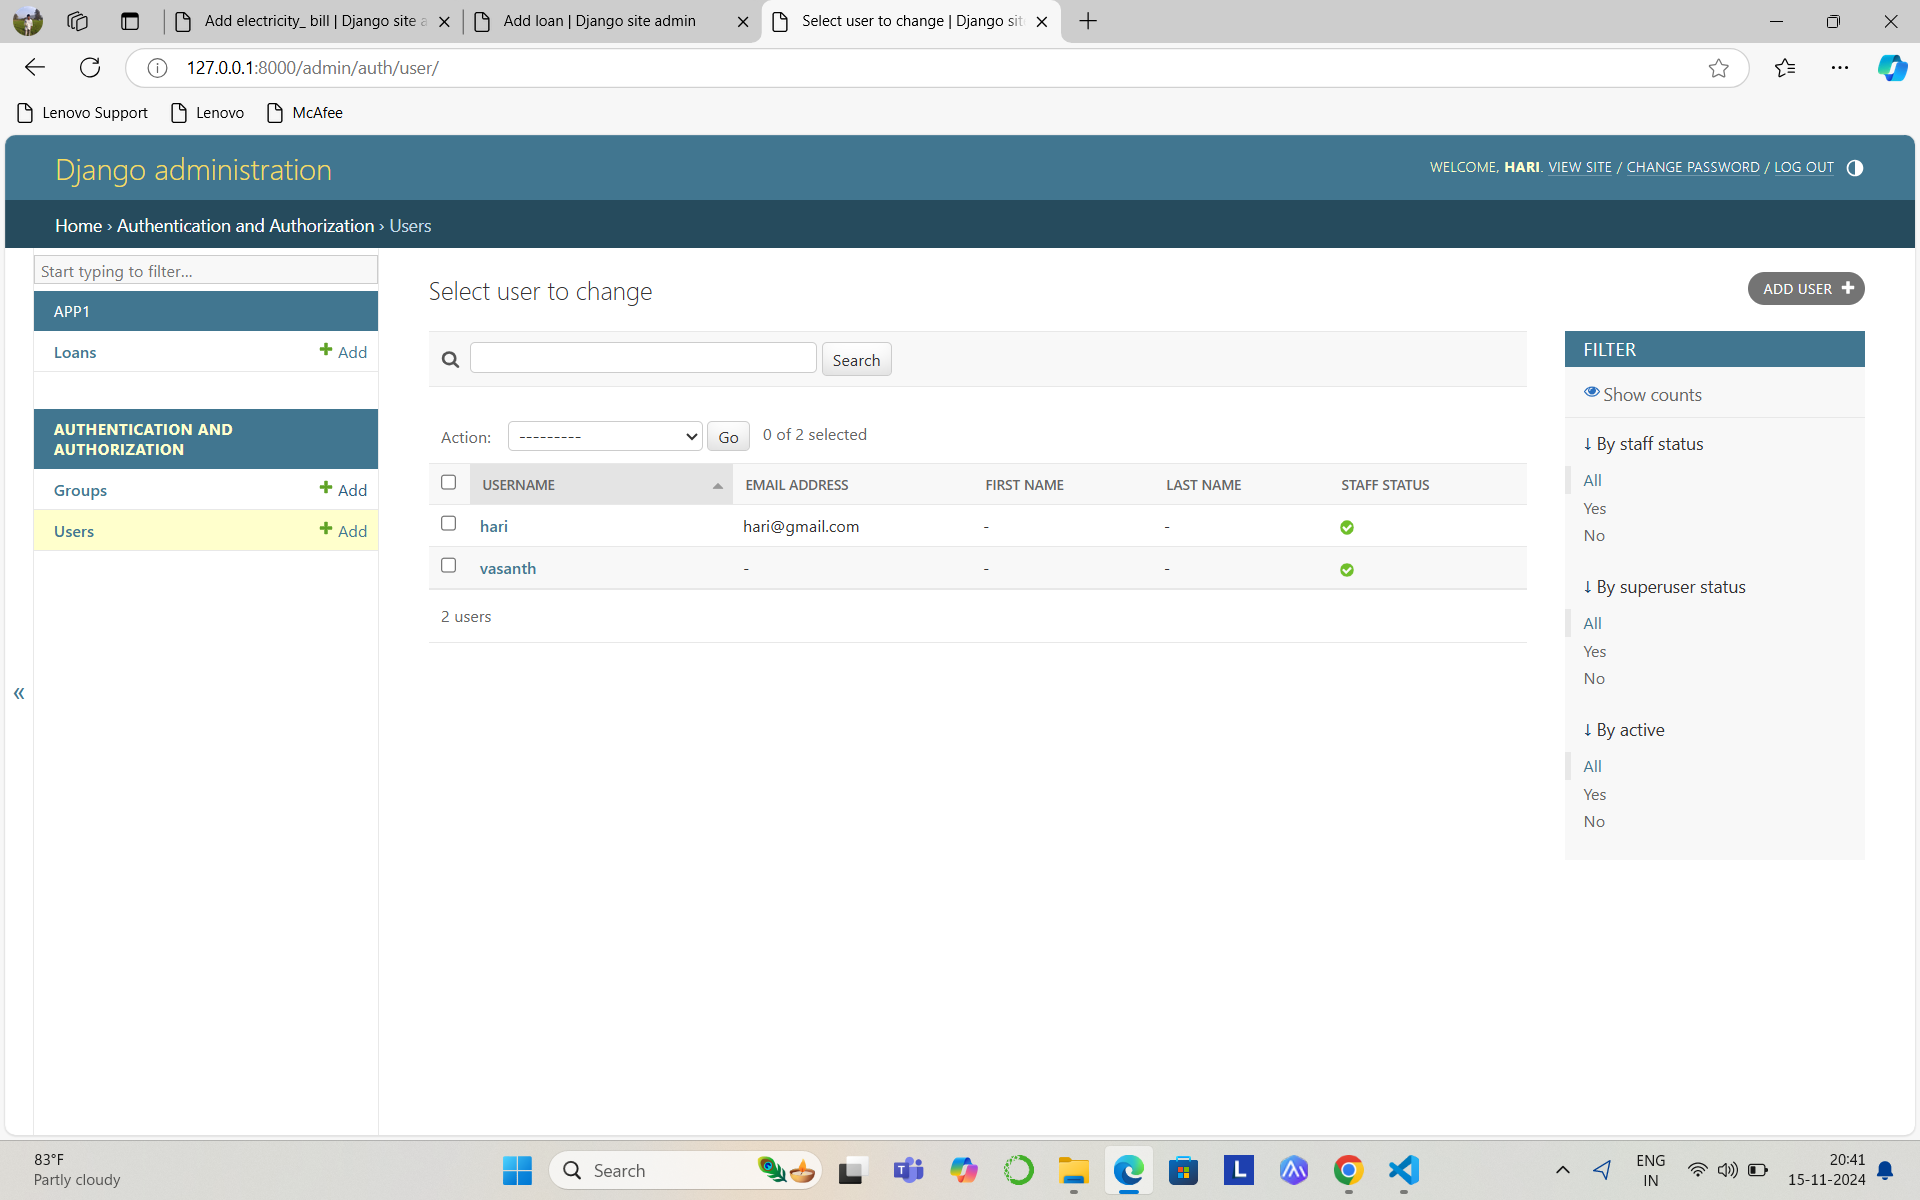 Add electricity_ bill | Django site a
Add loan | Django site admin
Select user to change | Django sit
127.0.0.1:8000/admin/auth/user/
Lenovo Support
Lenovo
McAfee
Django administration
WELCOME, HARI. VIEW SITE / CHANGE PASSWORD / LOG OUT
Home › Authentication and Authorization › Users
Start typing to filter...
APP1
Loans
Add
AUTHENTICATION AND
AUTHORIZATION
Groups
Add
Users
Add
«
Select user to change
ADD USER
Search
Action:
---------
Go
0 of 2 selected
USERNAME EMAIL ADDRESS FIRST NAME LAST NAME STAFF STATUS
hari hari@gmail.com - -
vasanth - - -
2 users
FILTER
Show counts
↓ By staff status
All
Yes
No
↓ By superuser status
All
Yes
No
↓ By active
All
Yes
No
83°F
Partly cloudy
Search
L
ENG
IN
20:41
15-11-2024